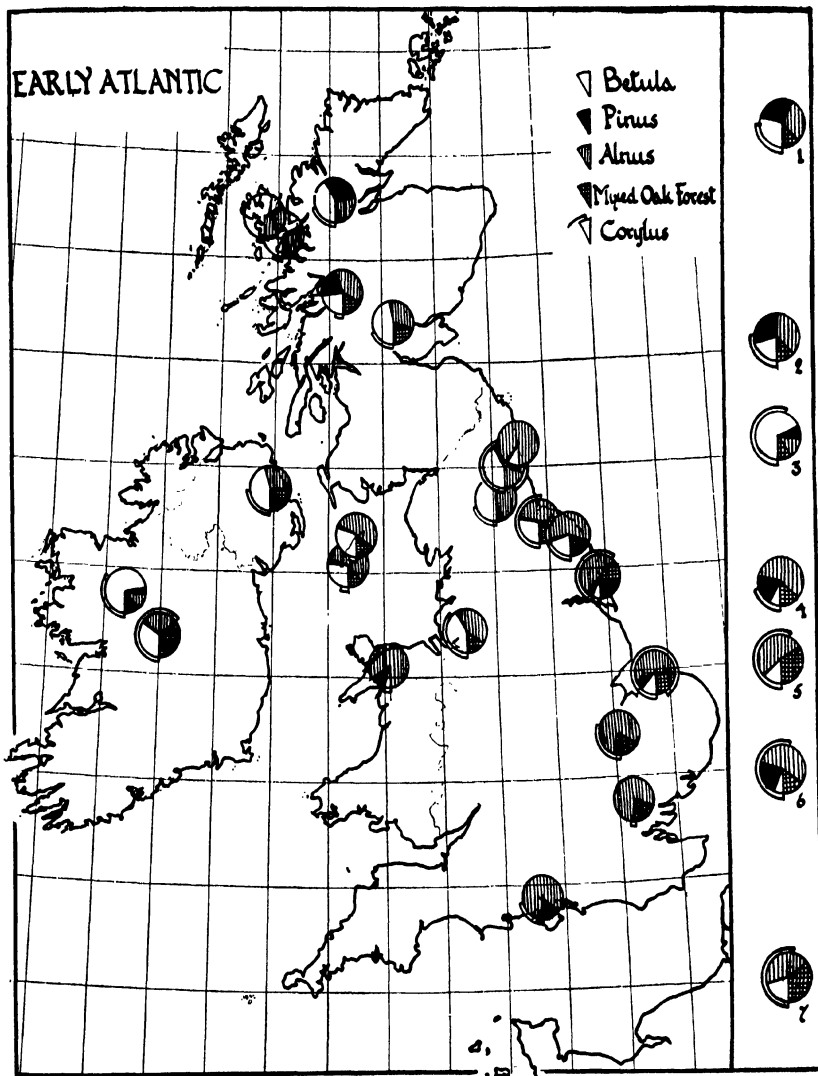 EARLY ATLANTIC
Betula
Pinus
Alnus
Mixed Oak Forest
Corylus
1
2
3
4
5
6
7